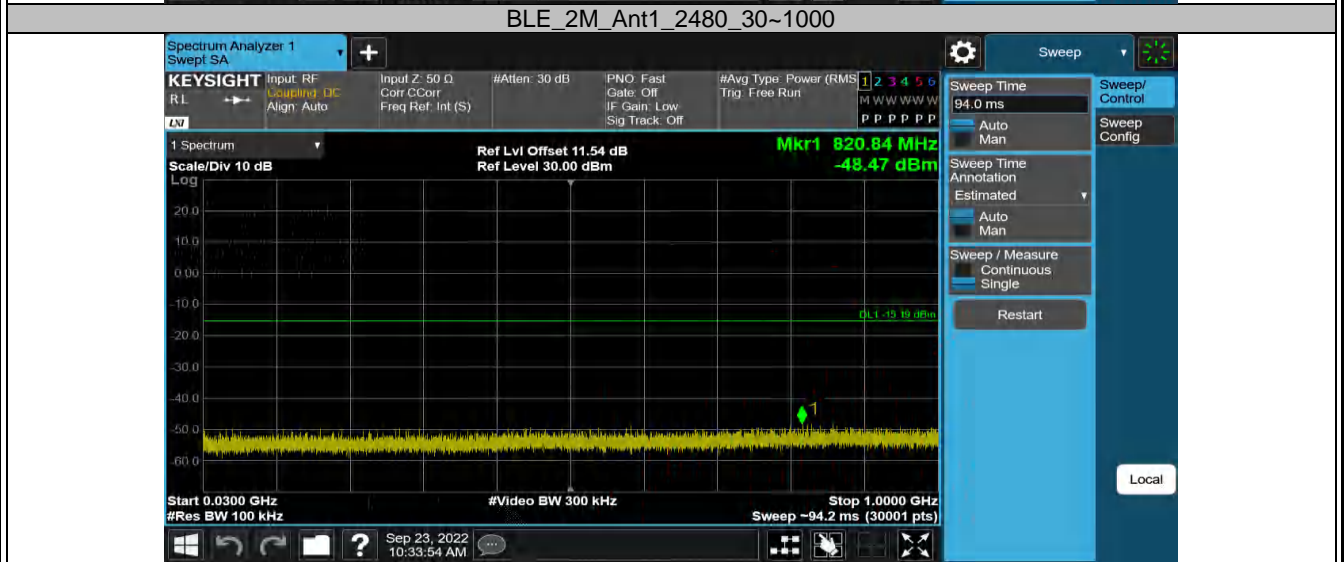 BLE_2M_Ant1_2480_30~1000
Spectrum Analyzer 1
Swept SA
Sweep
KEYSIGHT
RL
LXI
Input: RF
Coupling: DC
Align: Auto
Input Z: 50 Ω
Corr CCorr
Freq Ref: Int (S)
#Atten: 30 dB
PNO: Fast
Gate: Off
IF Gain: Low
Sig Track: Off
#Avg Type: Power (RMS
Trig: Free Run
1 2 3 4 5 6
M W W W W W
P P P P P P
1 Spectrum
Scale/Div 10 dB
Log
Ref Lvl Offset 11.54 dB
Ref Level 30.00 dBm
Mkr1 820.84 MHz
-48.47 dBm
20.0
10.0
0.00
-10.0
DL1 -15.19 dBm
-20.0
-30.0
-40.0
1
-50.0
-60.0
Start 0.0300 GHz
#Res BW 100 kHz
#Video BW 300 kHz
Stop 1.0000 GHz
Sweep ~94.2 ms (30001 pts)
Sweep Time
94.0 ms
Auto
Man
Sweep Time
Annotation
Estimated
Auto
Man
Sweep / Measure
Continuous
Single
Restart
Sweep/
Control
Sweep
Config
Local
?
Sep 23, 2022
10:33:54 AM